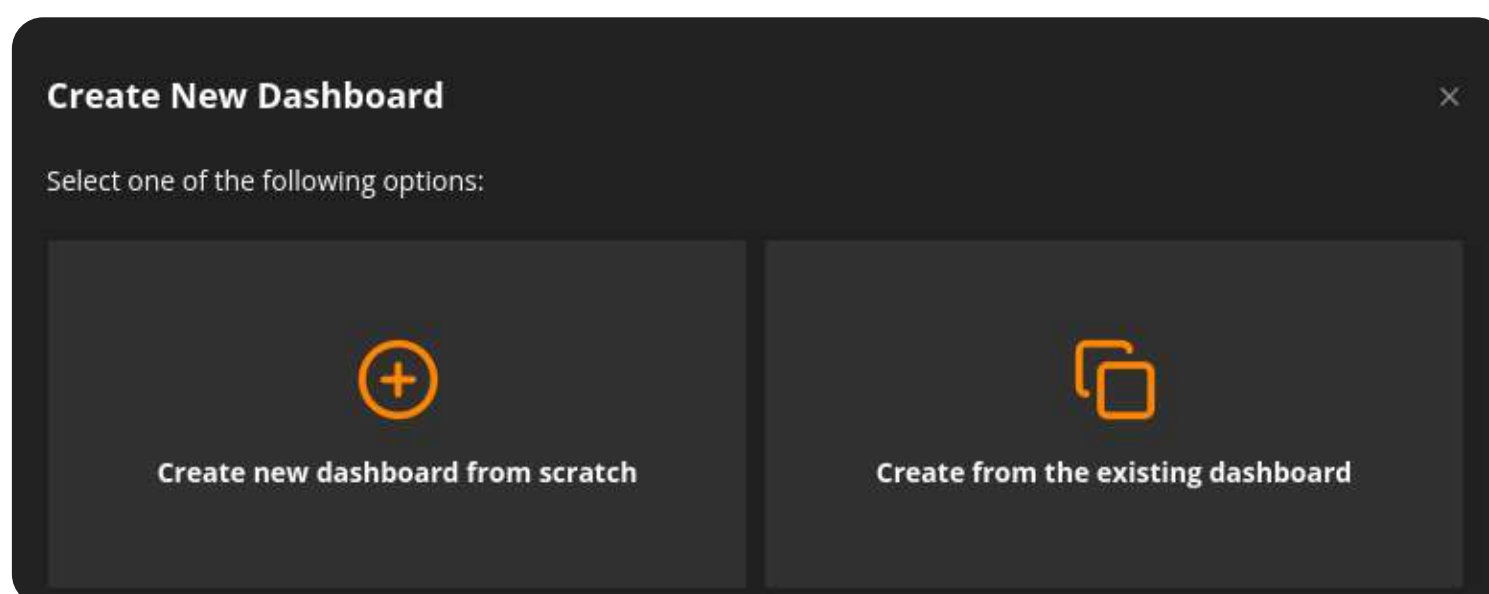 Create New Dashboard
Select one of the following options:
Create new dashboard from scratch
Create from the existing dashboard